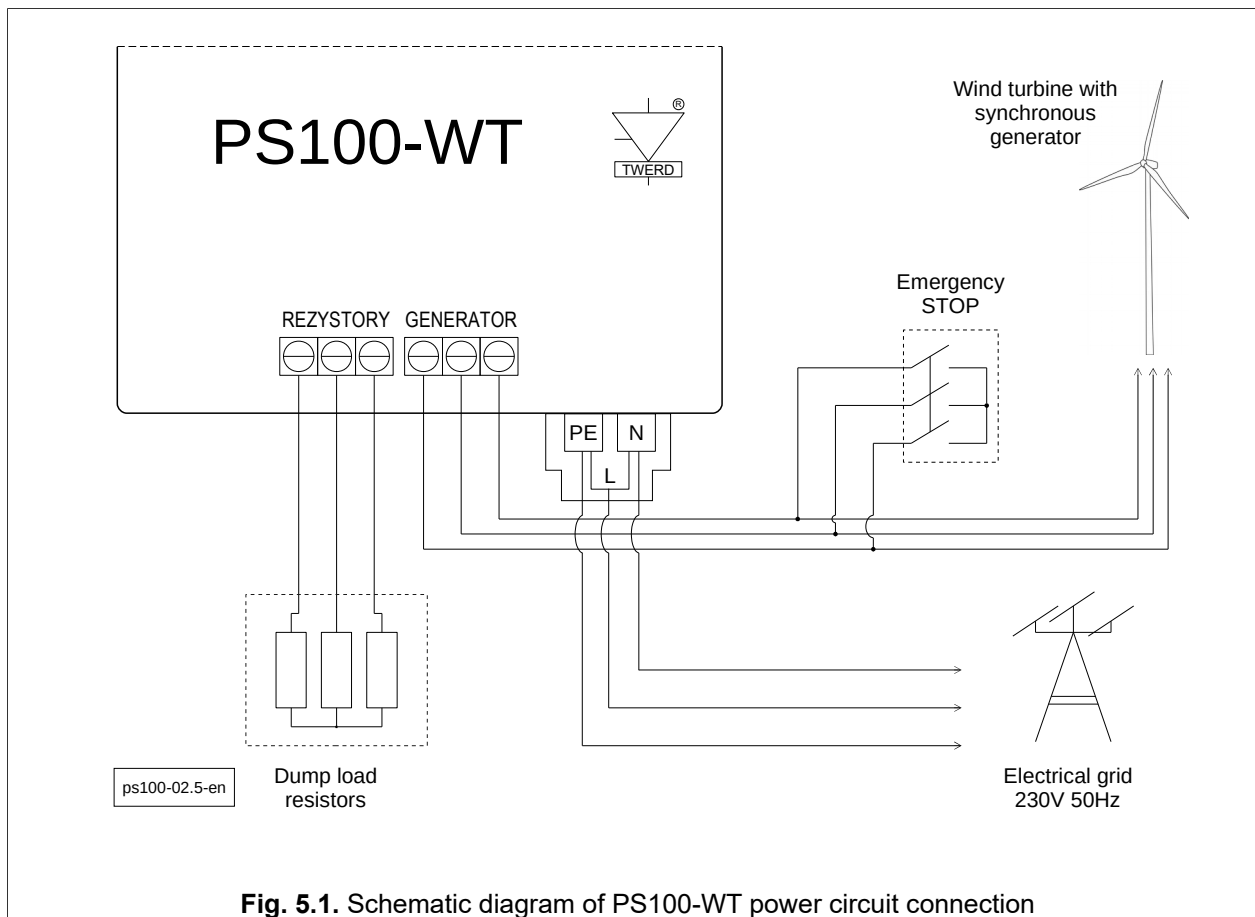 PS100-WT
®
TWERD
Wind turbine with
synchronous
generator
Emergency
STOP
REZYSTORY GENERATOR
PE N
L
ps100-02.5-en
Dump load
resistors
Electrical grid
230V 50Hz
Fig. 5.1. Schematic diagram of PS100-WT power circuit connection